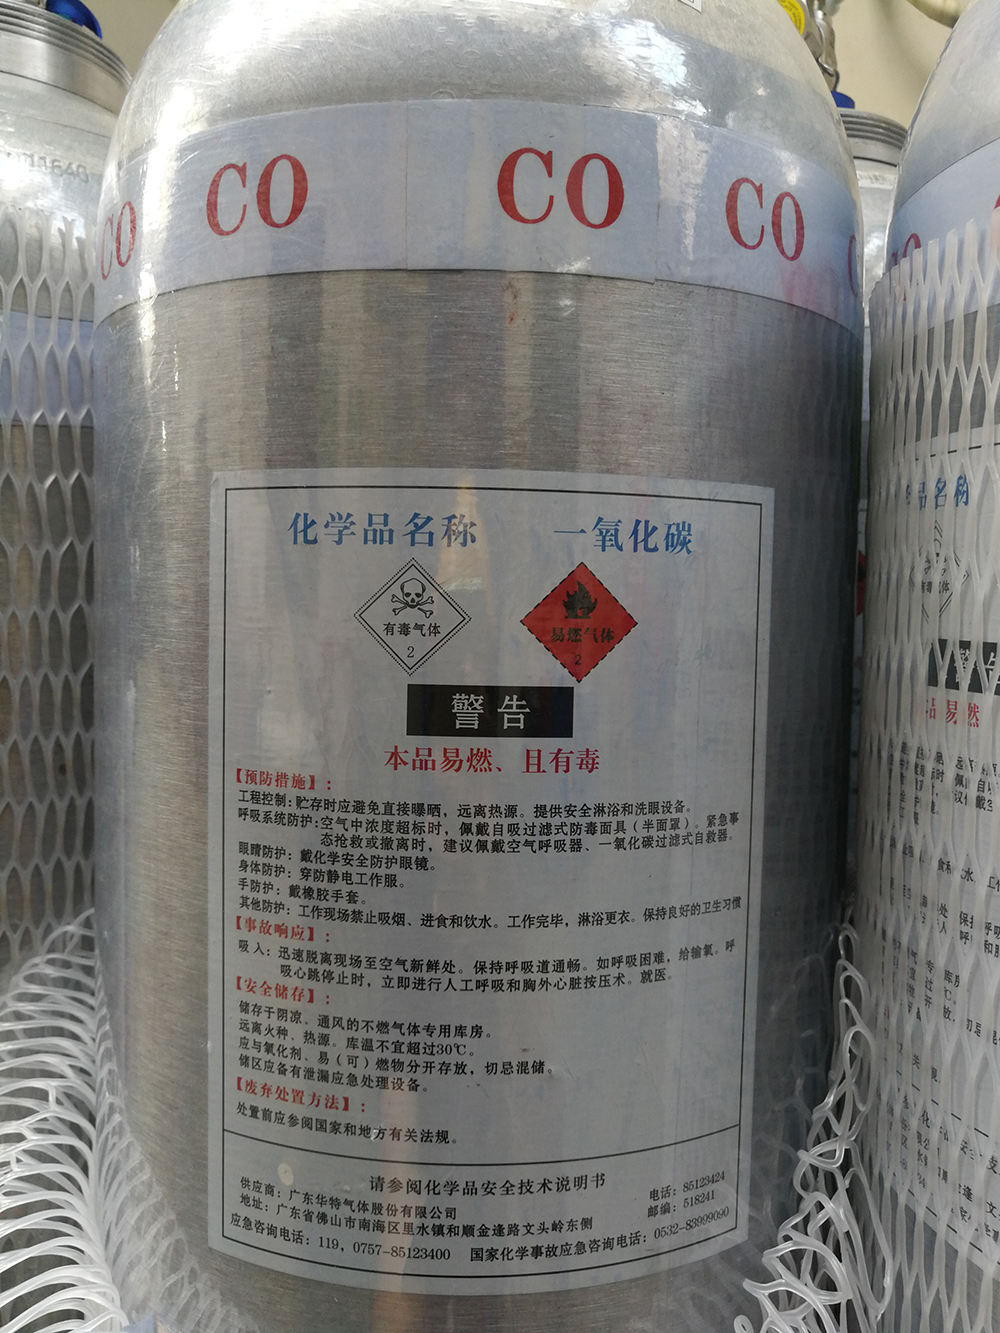 11640
CO CO CO CO
化学品名称 一氧化碳
有毒气体
2
易燃气体
2
警告
本品易燃、且有毒
【预防措施】：
工程控制：贮存时应避免直接曝晒，远离热源。提供安全淋浴和洗眼设备。
呼吸系统防护：空气中浓度超标时，佩戴自吸过滤式防毒面具（半面罩）。紧急事
态抢救或撤离时，建议佩戴空气呼吸器、一氧化碳过滤式自救器。
眼睛防护：戴化学安全防护眼镜。
身体防护：穿防静电工作服。
手防护：戴橡胶手套。
其他防护：工作现场禁止吸烟、进食和饮水。工作完毕，淋浴更衣。保持良好的卫生习惯
【事故响应】：
吸入：迅速脱离现场至空气新鲜处。保持呼吸道通畅。如呼吸困难，给输氧。呼
吸心跳停止时，立即进行人工呼吸和胸外心脏按压术。就医。
【安全储存】：
储存于阴凉、通风的不燃气体专用库房。
远离火种、热源。库温不宜超过30℃。
应与氧化剂、易（可）燃物分开存放，切忌混储。
储区应备有泄漏应急处理设备。
【废弃处置方法】：
处置前应参阅国家和地方有关法规。
请参阅化学品安全技术说明书
供应商：广东华特气体股份有限公司 电话：85123424
地址：广东省佛山市南海区里水镇和顺金逢路文头岭东侧 邮编：518241
应急咨询电话：119，0757-85123400 国家化学事故应急咨询电话：0532-83999090
品名称
警告
品易燃